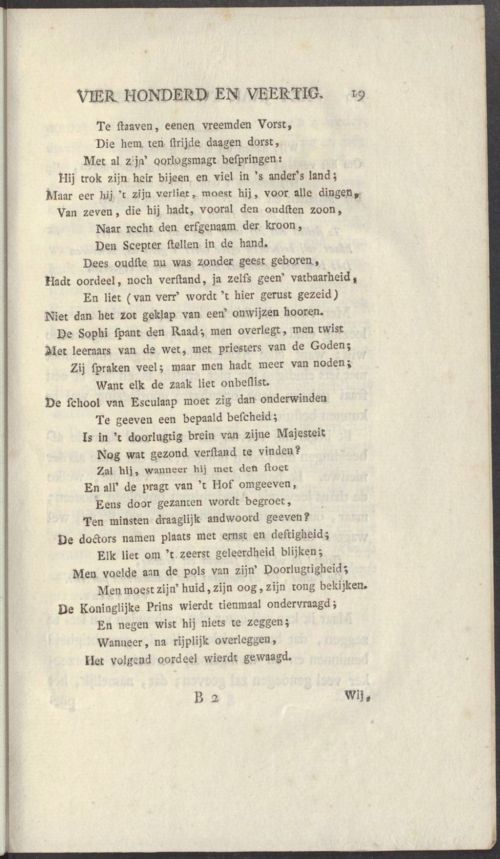 VIER HONDERD EN VEERTIG. 19
Te ſtaaven, eenen vreemden Vorst,
Die hem ten ſtrijde daagen dorst,
Met al zijn' oorlogsmagt beſpringen:
Hij trok zijn heir bijeen en viel in 's ander's land;
Maar eer hij 't zijn verliet, moest hij, voor alle dingen,
Van zeven, die hij hadt, vooral den oudſten zoon,
Naar recht den erfgenaam der kroon,
Den Scepter ſtellen in de hand.
Dees oudſte nu was zonder geest geboren,
Hadt oordeel, noch verſtand, ja zelfs geen' vatbaarheid,
En liet (van verr' wordt 't hier gerust gezeid)
Niet dan het zot geklap van een' onwijzen hooren.
De Sophi ſpant den Raad; men overlegt, men twist
Met leeraars van de wet, met priesters van de Goden;
Zij ſpraken veel; maar men hadt meer van noden;
Want elk de zaak liet onbeſlist.
De ſchool van Esculaap moet zig dan onderwinden
Te geeven een bepaald beſcheid;
Is in 't doorlugtig brein van zijne Majesteit
Nog wat gezond verſtand te vinden?
Zal hij, wanneer hij met den ſtoet
En all' de pragt van 't Hof omgeeven,
Eens door gezanten wordt begroet,
Ten minsten draaglijk andwoord geeven?
De doctors namen plaats met ernst en deftigheid;
Elk liet om 't zeerst geleerdheid blijken;
Men voelde aan de pols van zijn' Doorlugtigheid;
Men moest zijn' huid, zijn oog, zijn tong bekijken.
De Koninglijke Prins wierdt tienmaal ondervraagd;
En negen wist hij niets te zeggen;
Wanneer, na rijplijk overleggen,
Het volgend oordeel wierdt gewaagd.
B 2 Wij,